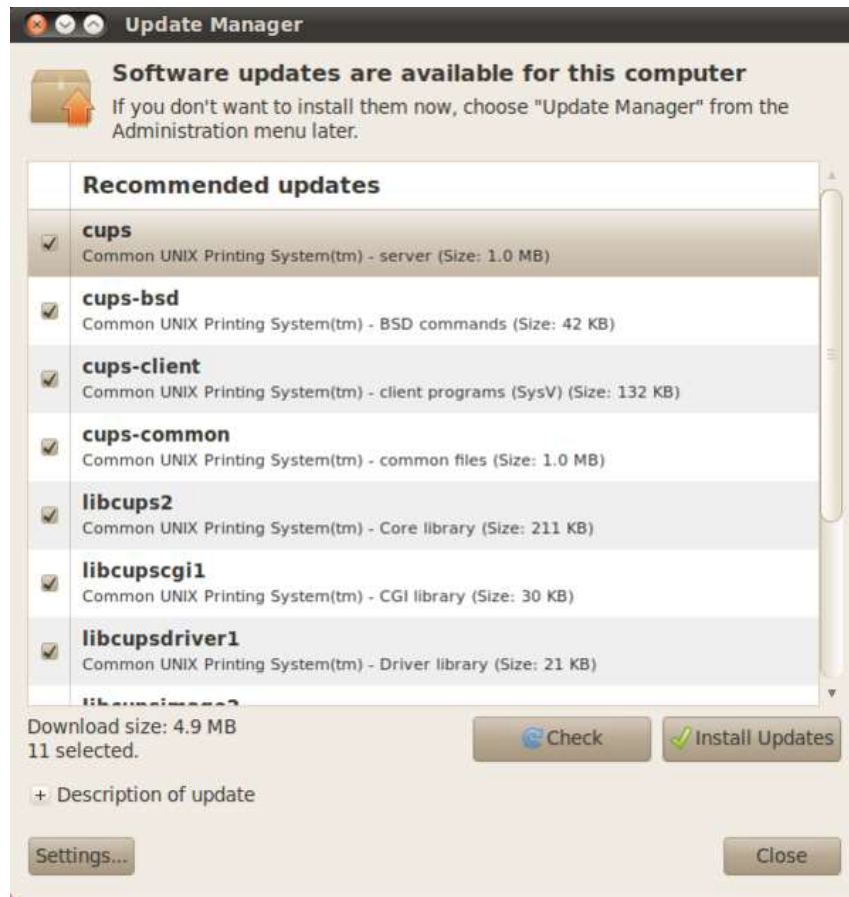 Update Manager
Software updates are available for this computer
If you don't want to install them now, choose "Update Manager" from the
Administration menu later.
Recommended updates
cups
Common UNIX Printing System(tm) - server (Size: 1.0 MB)
cups-bsd
Common UNIX Printing System(tm) - BSD commands (Size: 42 KB)
cups-client
Common UNIX Printing System(tm) - client programs (SysV) (Size: 132 KB)
cups-common
Common UNIX Printing System(tm) - common files (Size: 1.0 MB)
libcups2
Common UNIX Printing System(tm) - Core library (Size: 211 KB)
libcupscgi1
Common UNIX Printing System(tm) - CGI library (Size: 30 KB)
libcupsdriver1
Common UNIX Printing System(tm) - Driver library (Size: 21 KB)
Download size: 4.9 MB
11 selected.
Check
Install Updates
+ Description of update
Settings...
Close